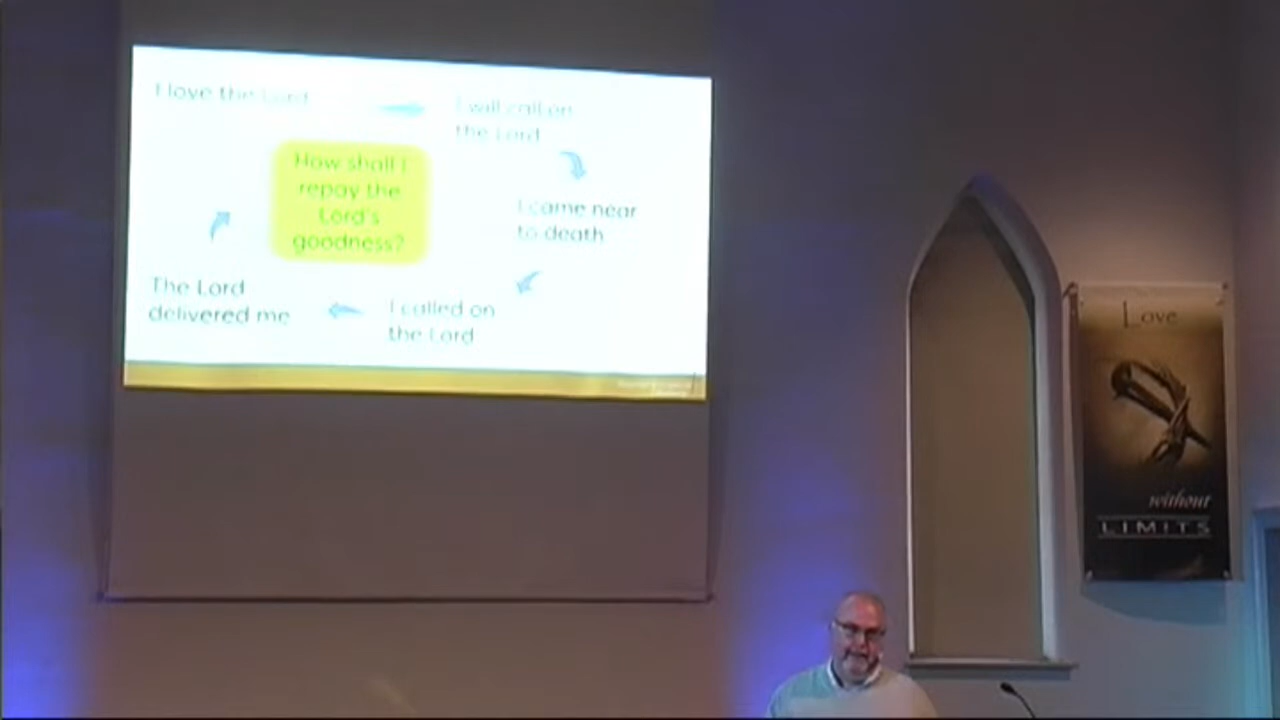 I love the Lord
I will call on
the Lord
How shall I
repay the
Lord's
goodness?
I came near
to death
The Lord
delivered me
I called on
the Lord
Love
without
LIMITS